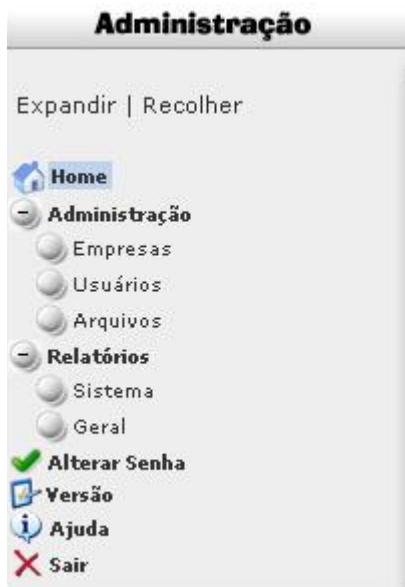 Administração
Expandir | Recolher
Home
Administração
Empresas
Usuários
Arquivos
Relatórios
Sistema
Geral
Alterar Senha
Versão
Ajuda
Sair